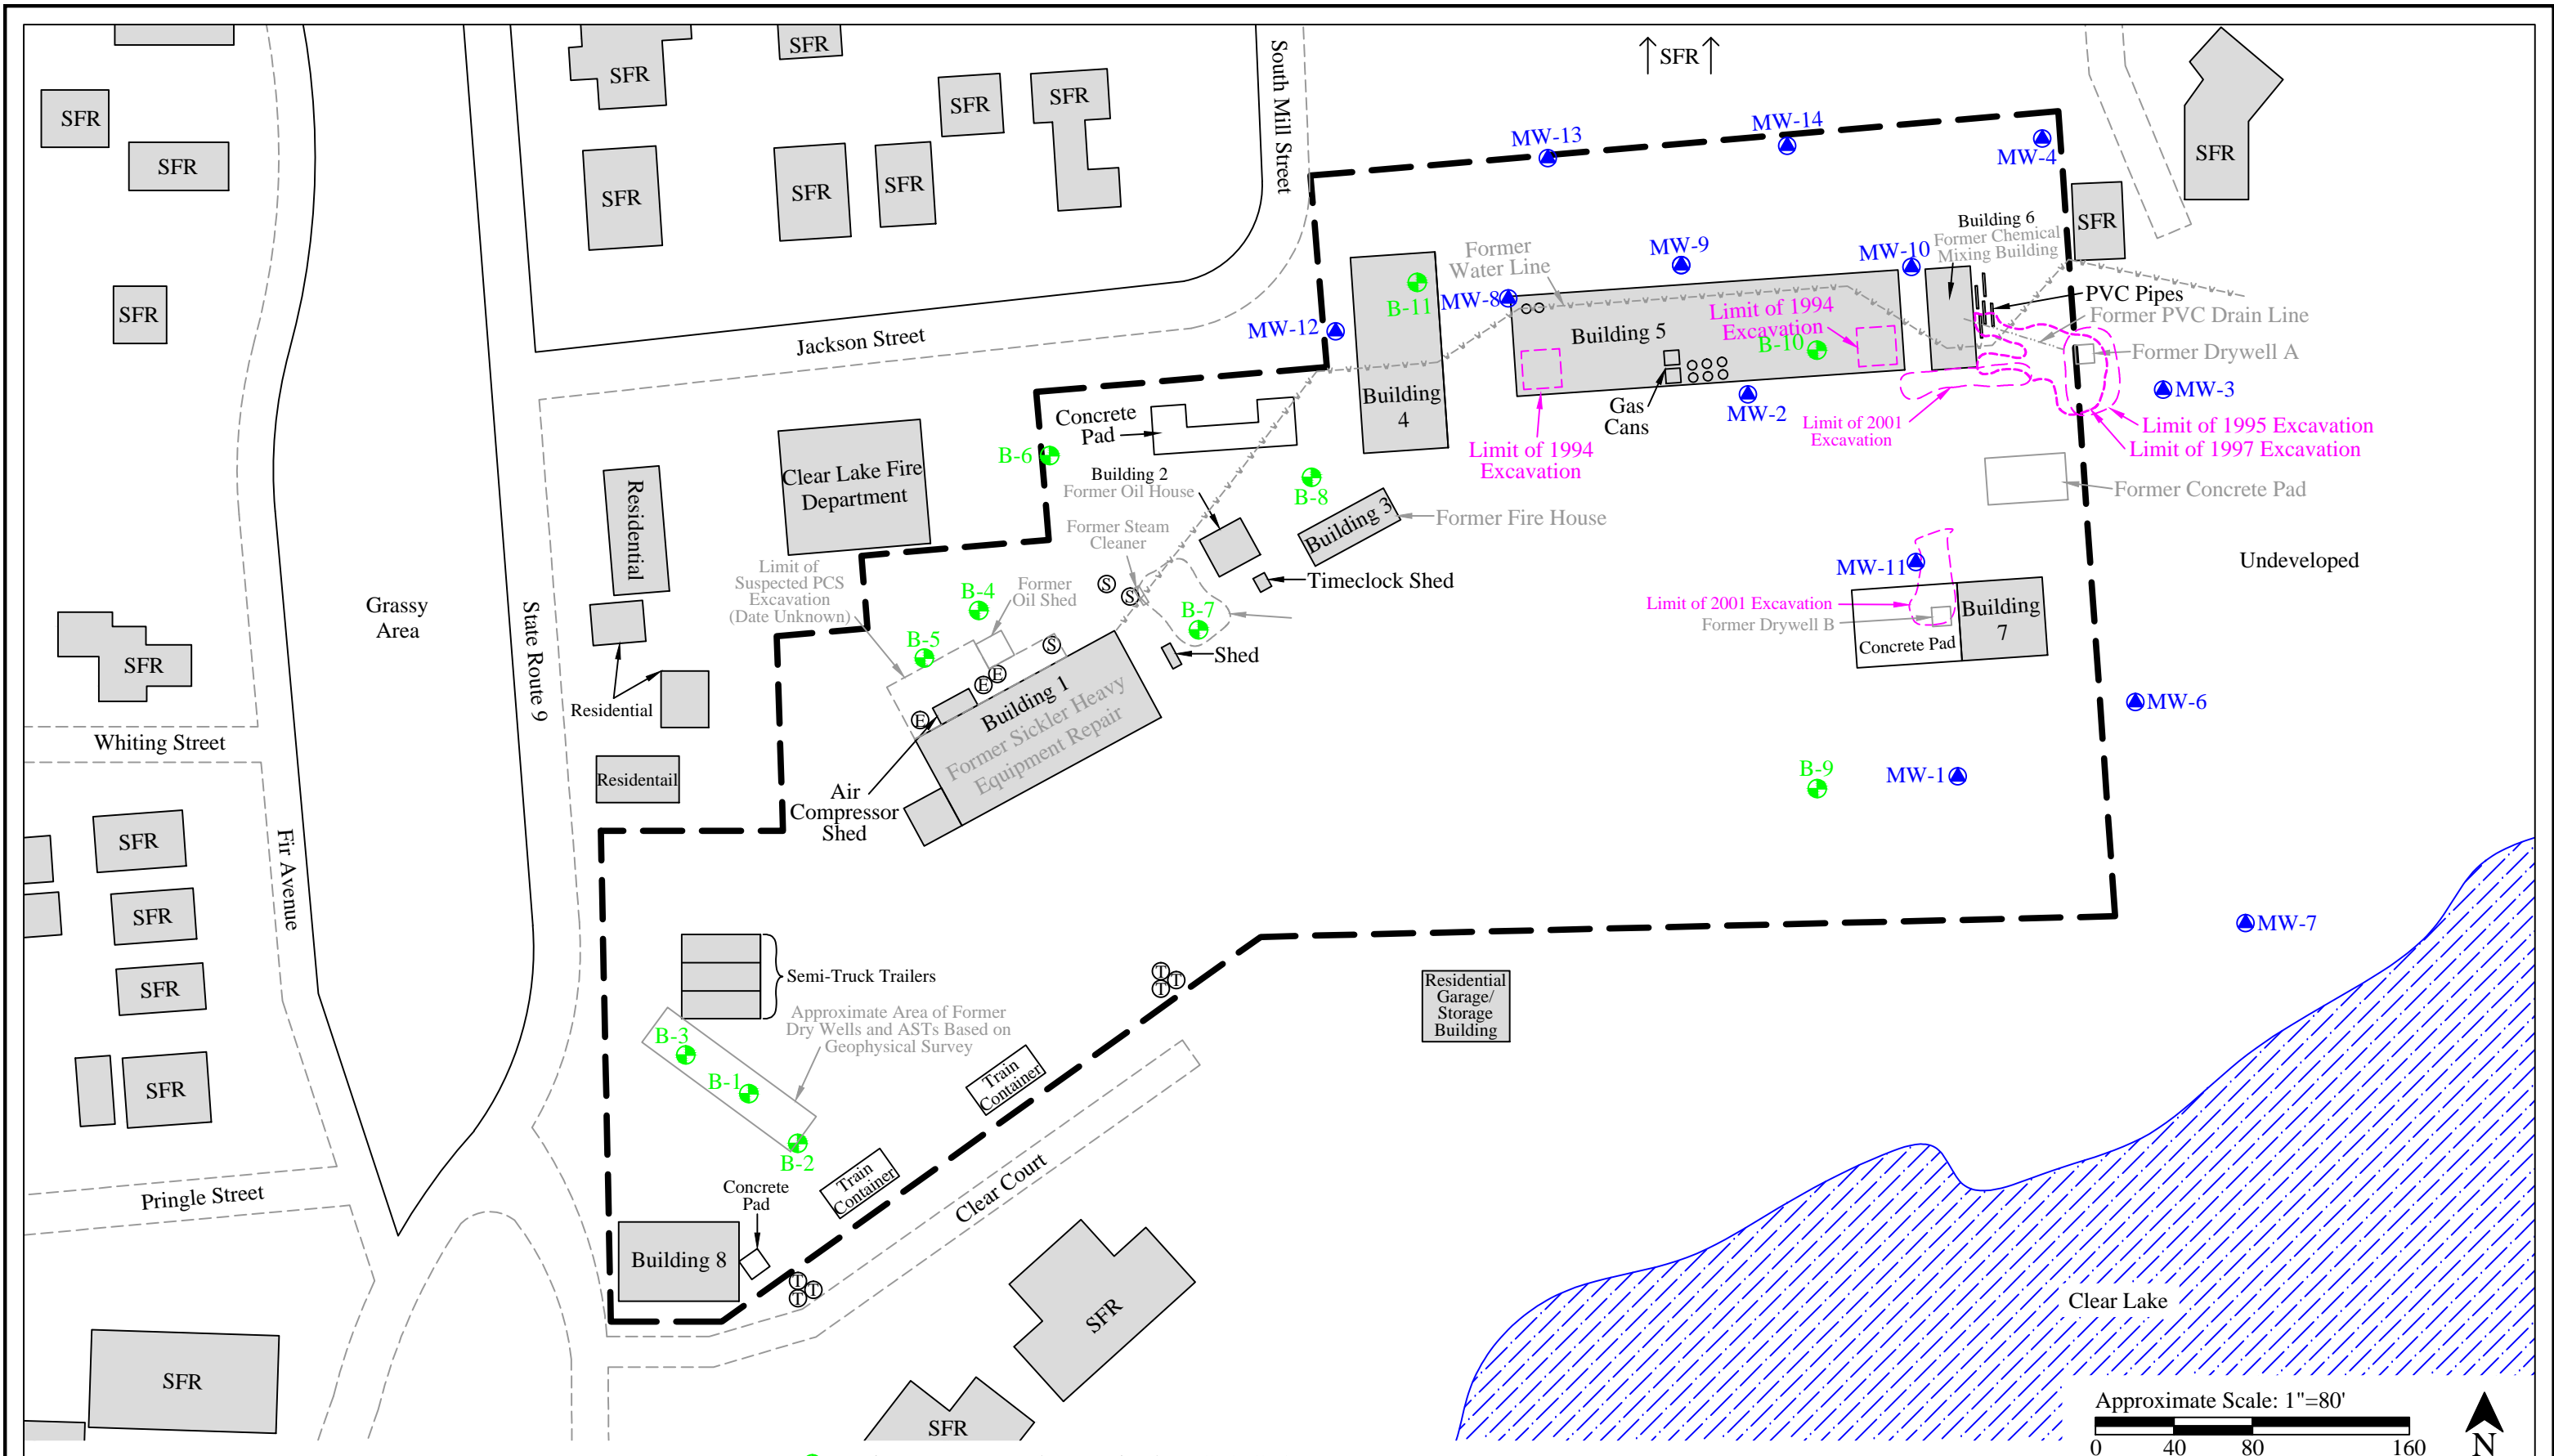 SFR
SFR
SFR
SFR
SFR
SFR
SFR
SFR
SFR
SFR
South Mill Street
↑ SFR ↑
MW-13
MW-14
MW-4
SFR
SFR
Building 6
Former Chemical
Mixing Building
MW-9
MW-10
Former
Water Line
MW-8
B-11
MW-12
Building 5
Limit of 1994
Excavation
B-10
PVC Pipes
Former PVC Drain Line
Former Drywell A
MW-3
Jackson Street
Building
4
Gas
Cans
MW-2
Limit of 2001
Excavation
Limit of 1995 Excavation
Limit of 1997 Excavation
Limit of 1994
Excavation
Concrete
Pad
B-6
Clear Lake Fire
Department
Building 2
Former Oil House
B-8
Building 3
Former Fire House
Former Concrete Pad
Residential
Former Steam
Cleaner
Timeclock Shed
MW-11
Undeveloped
Limit of
Suspected PCS
Excavation
(Date Unknown)
B-4
Former
Oil Shed
S
S
B-7
Limit of 2001 Excavation
Former Drywell B
Building
7
Concrete Pad
Grassy
Area
State Route 9
B-5
S
Shed
SFR
Residential
E
E
E
Building 1
Former Sickler Heavy
Equipment Repair
MW-6
Whiting Street
Residentail
Air
Compressor
Shed
B-9
MW-1
SFR
Fir Avenue
SFR
MW-7
SFR
Semi-Truck Trailers
T
T
T
Residential
Garage/
Storage
Building
Approximate Area of Former
Dry Wells and ASTs Based on
Geophysical Survey
B-3
B-1
Train
Container
SFR
B-2
Train
Container
Clear Court
Pringle Street
Concrete
Pad
Building 8
T
T
T
SFR
Clear Lake
SFR
SFR
Approximate Scale: 1"=80'
0 40 80 160
N